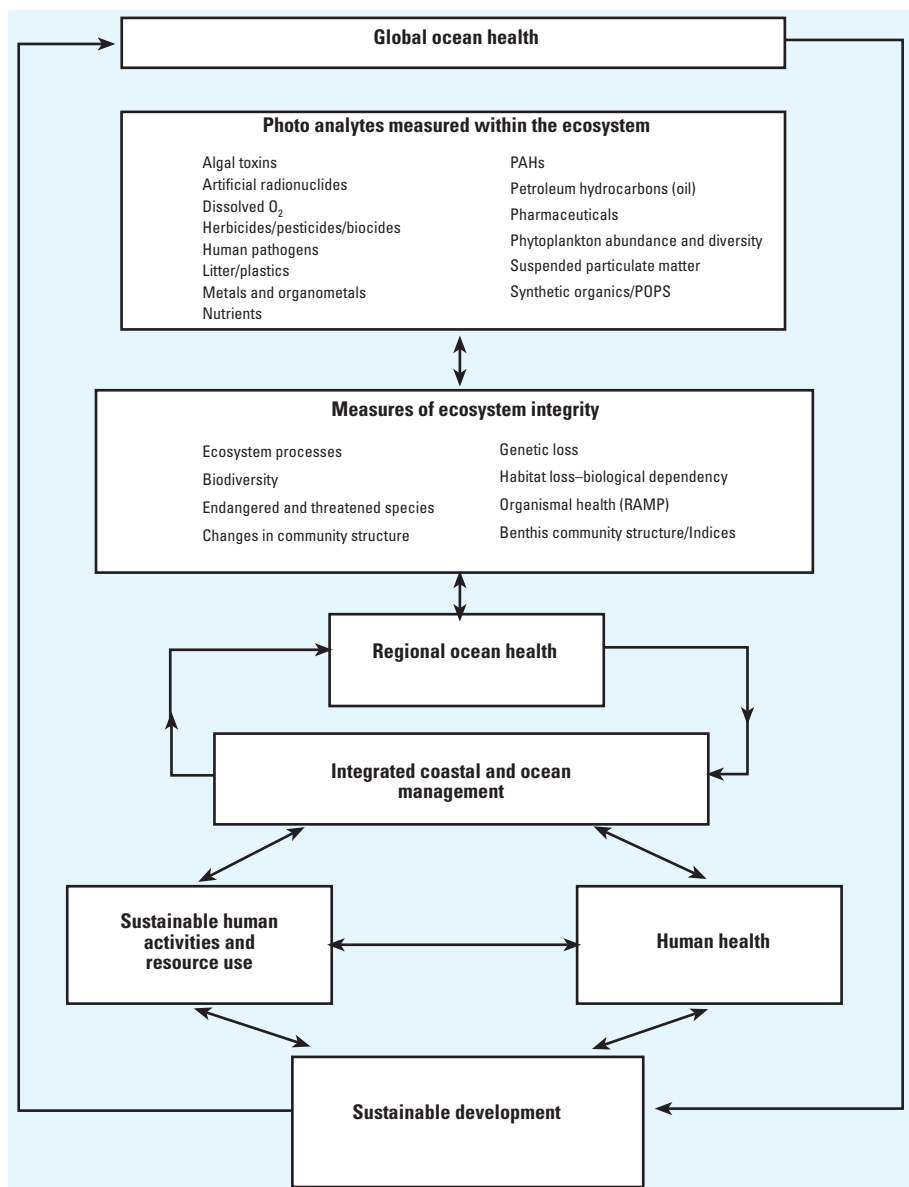 Global ocean health
Photo analytes measured within the ecosystem
Algal toxins
Artificial radionuclides
Dissolved O₂
Herbicides/pesticides/biocides
Human pathogens
Litter/plastics
Metals and organometals
Nutrients
PAHs
Petroleum hydrocarbons (oil)
Pharmaceuticals
Phytoplankton abundance and diversity
Suspended particulate matter
Synthetic organics/POPS
Measures of ecosystem integrity
Ecosystem processes
Biodiversity
Endangered and threatened species
Changes in community structure
Genetic loss
Habitat loss–biological dependency
Organismal health (RAMP)
Benthis community structure/Indices
Regional ocean health
Integrated coastal and ocean
management
Sustainable human
activities and
resource use
Human health
Sustainable development